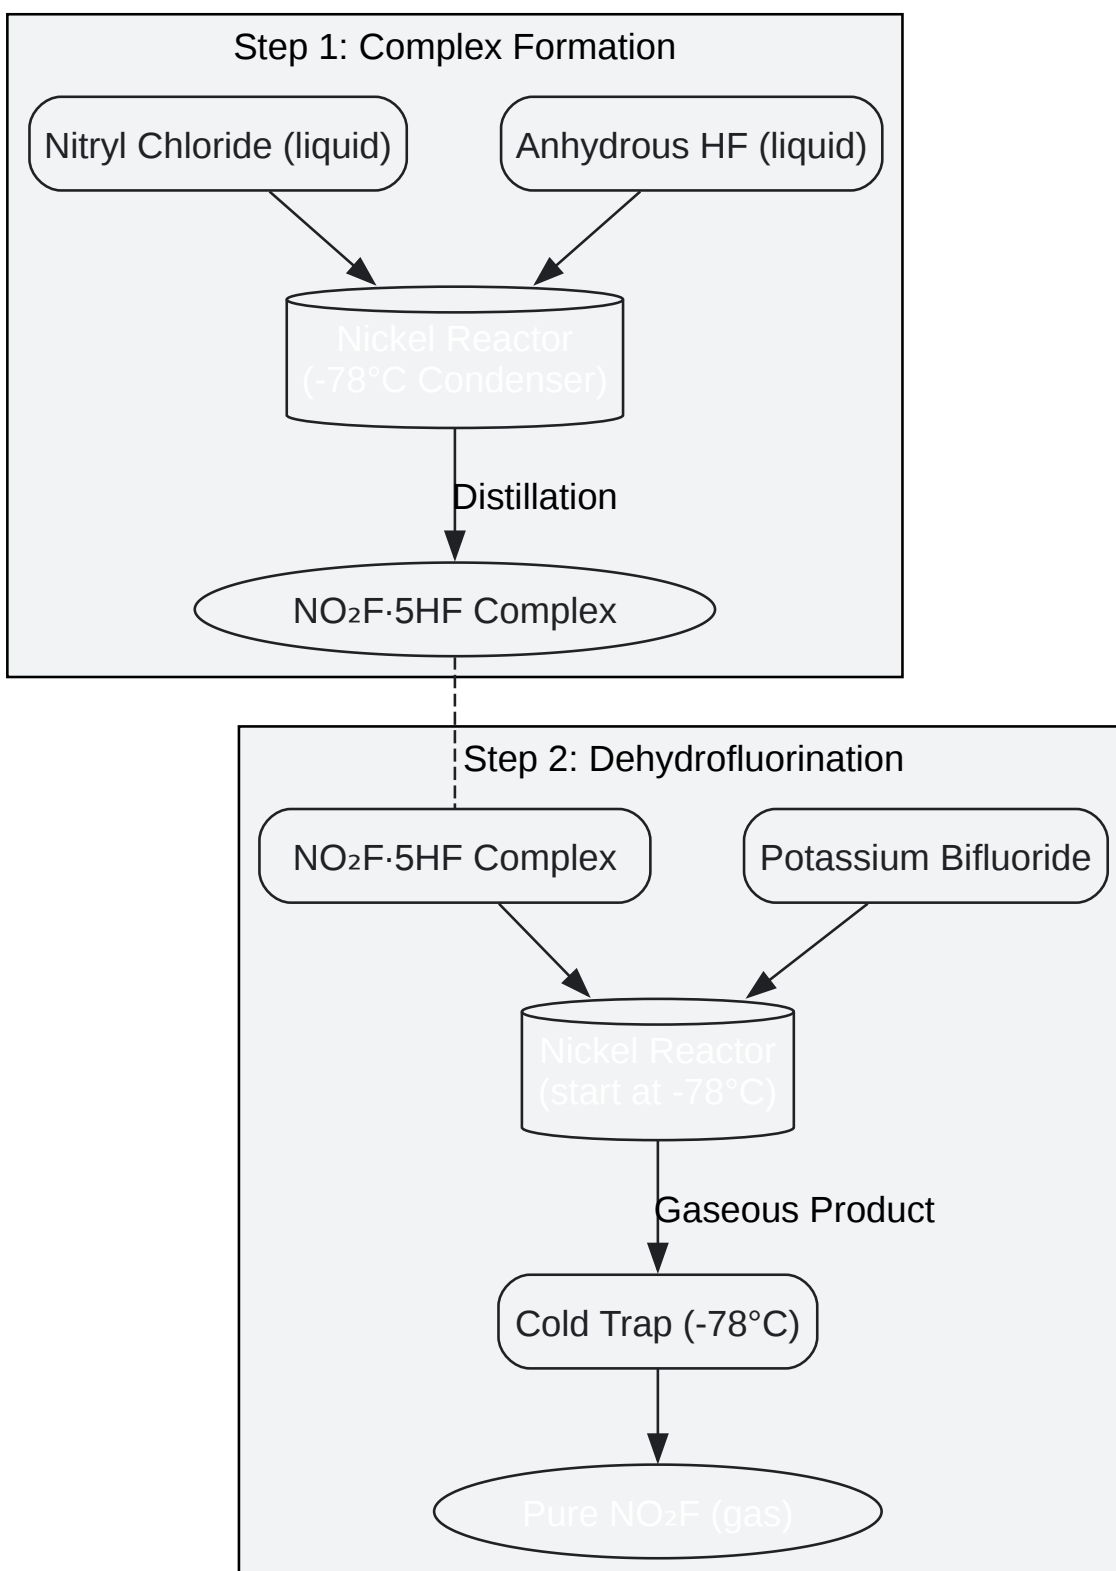 Step 1: Complex Formation
Nitryl Chloride (liquid)
Anhydrous HF (liquid)
Nickel Reactor
(-78°C Condenser)
Distillation
NO₂F·5HF Complex
Step 2: Dehydrofluorination
NO₂F·5HF Complex
Potassium Bifluoride
Nickel Reactor
(start at -78°C)
Gaseous Product
Cold Trap (-78°C)
Pure NO₂F (gas)